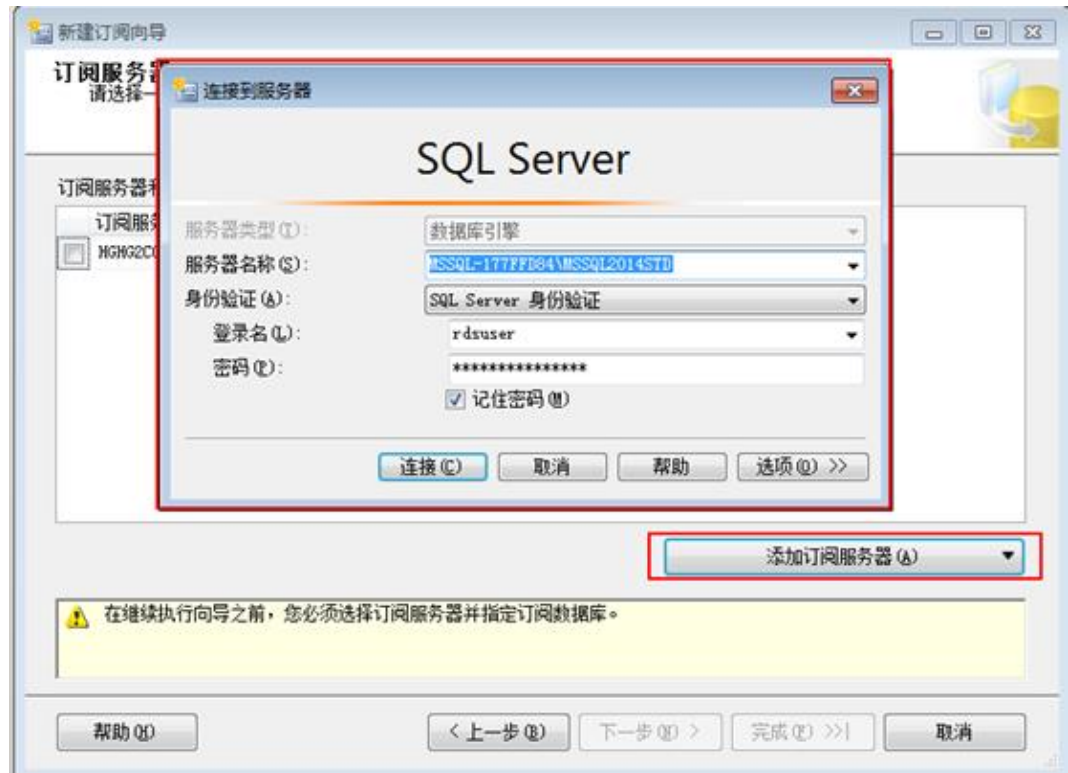 新建订阅向导
订阅服务器
请选择一
连接到服务器
SQL Server
订阅服务器和
订阅服务
HGHG2C0
服务器类型(T):
数据库引擎
服务器名称(S):
MSSQL-177FFD84\MSSQL2014STD
身份验证(A):
SQL Server 身份验证
登录名(L):
rdsuser
密码(P):
***************
记住密码(M)
连接(C)
取消
帮助
选项(O) >>
添加订阅服务器(A)
在继续执行向导之前，您必须选择订阅服务器并指定订阅数据库。
帮助(H)
< 上一步(B)
下一步(N) >
完成(F) >>|
取消